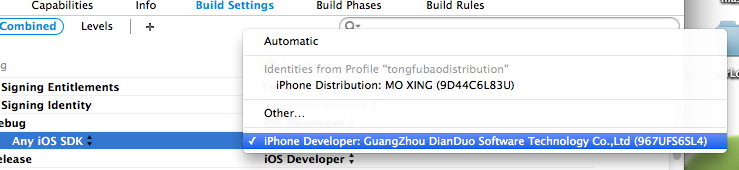 Capabilities Info Build Settings Build Phases Build Rules
Combined Levels +
Automatic
Identities from Profile "tongfubaodistribution"
Signing Entitlements
iPhone Distribution: MO XING (9D44C6L83U)
Signing Identity
Other...
Any iOS SDK
iPhone Developer: GuangZhou DianDuo Software Technology Co.,Ltd (967UFS6SL4)
iOS Developer